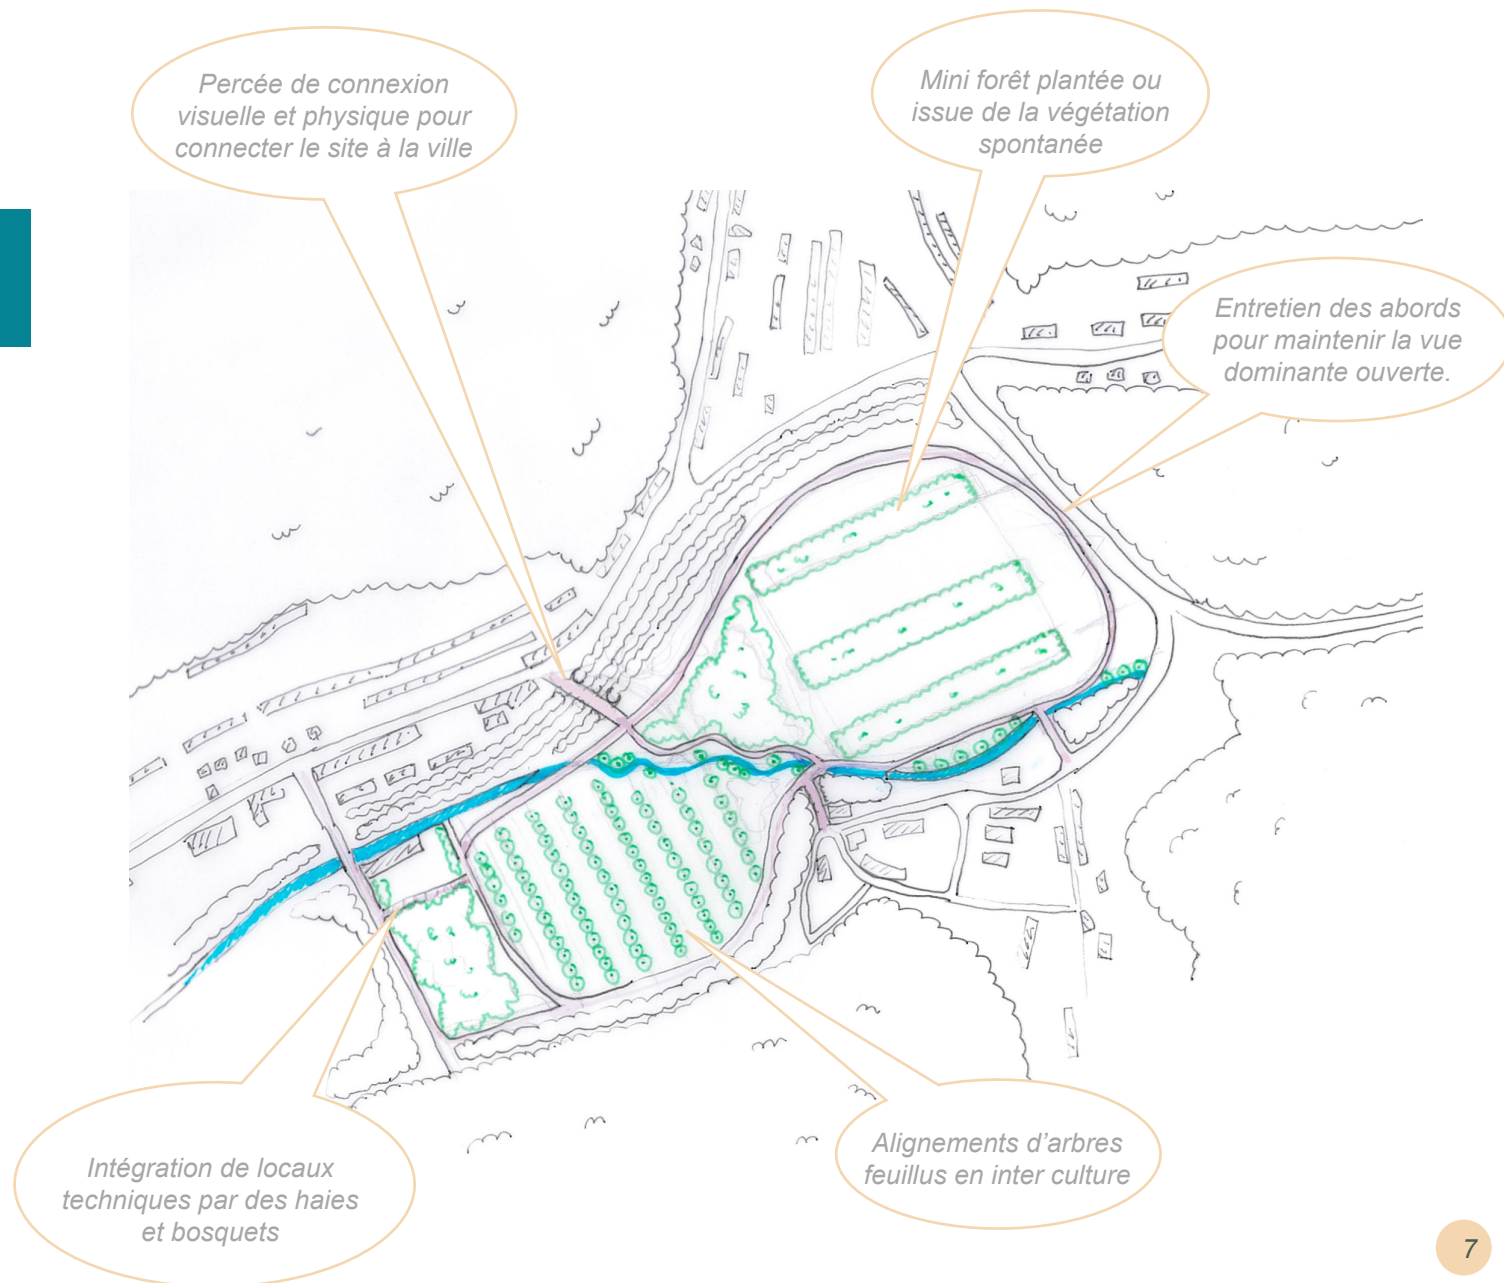 Percée de connexion
visuelle et physique pour
connecter le site à la ville
Mini forêt plantée ou
issue de la végétation
spontanée
Entretien des abords
pour maintenir la vue
dominante ouverte.
Intégration de locaux
techniques par des haies
et bosquets
Alignements d'arbres
feuillus en inter culture
7